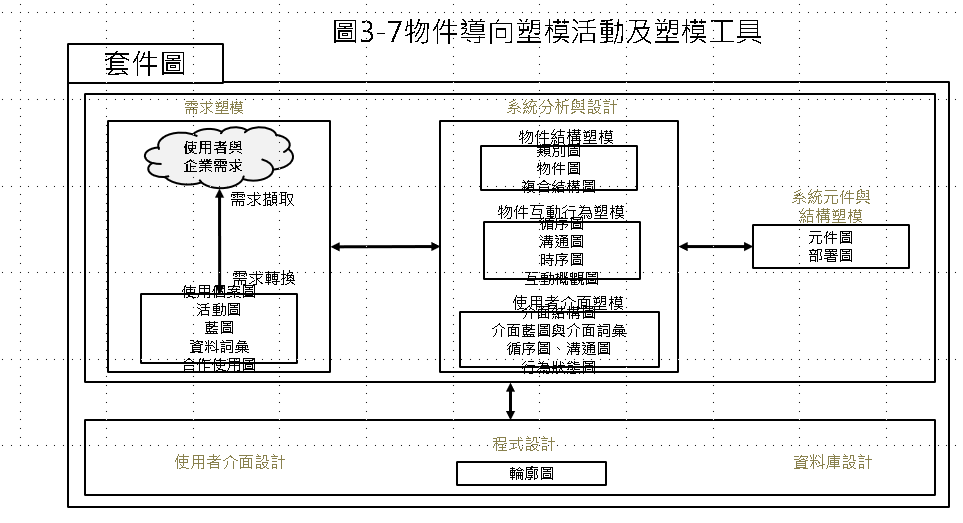 圖3-7物件導向塑模活動及塑模工具
套件圖
需求塑模
使用者與
企業需求
需求擷取
需求轉換
使用個案圖
活動圖
藍圖
資料詞彙
合作使用圖
系統分析與設計
物件結構塑模
類別圖
物件圖
複合結構圖
物件互動行為塑模
循序圖
溝通圖
時序圖
互動概觀圖
使用者介面塑模
介面結構圖
介面藍圖與介面詞彙
循序圖、溝通圖
行為狀態圖
系統元件與
結構塑模
元件圖
部署圖
使用者介面設計
程式設計
輪廓圖
資料庫設計